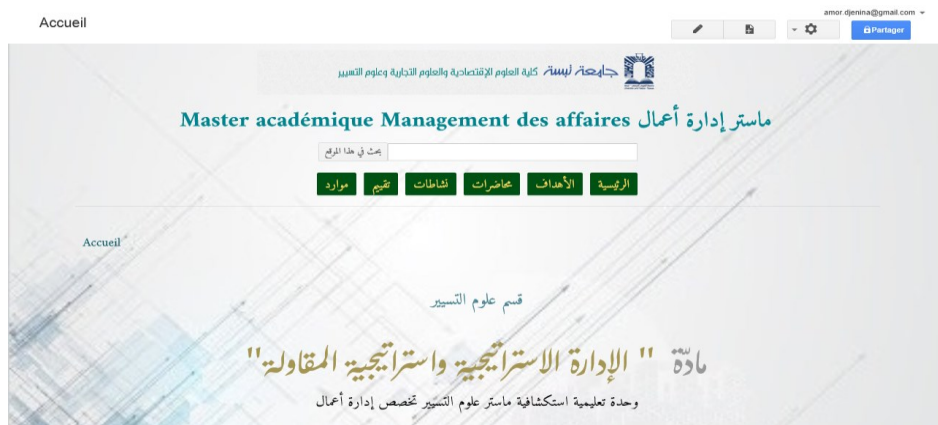 amor.djenina@gmail.com
Accueil
Partager
جامعة تبسة كلية العلوم الإقتصادية والعلوم التجارية وعلوم التسيير
ماستر إدارة أعمال Master académique Management des affaires
بحث في هذا الموقع
الرئيسية الأهداف محاضرات نشاطات تقييم موارد
Accueil
قسم علوم التسيير
مادّة " الإدارة الاستراتيجية واستراتيجية المقاولة"
وحدة تعليمية استكشافية ماستر علوم التسيير تخصص إدارة أعمال